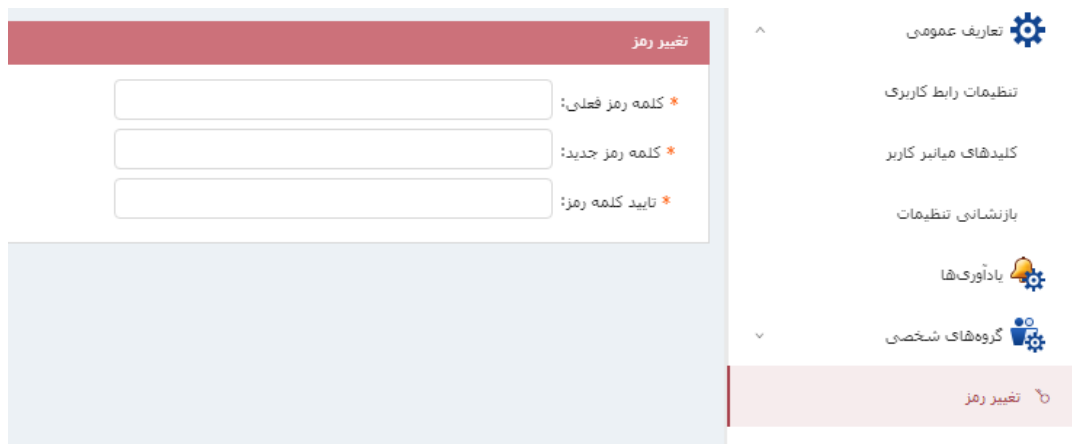 تعاریف عمومی
تنظیمات رابط کاربری
کلیدهای میانبر کاربر
بازنشانی تنظیمات
یادآوری‌ها
گروه‌های شخصی
تغییر رمز
تغییر رمز
* کلمه رمز فعلی:
* کلمه رمز جدید:
* تایید کلمه رمز: